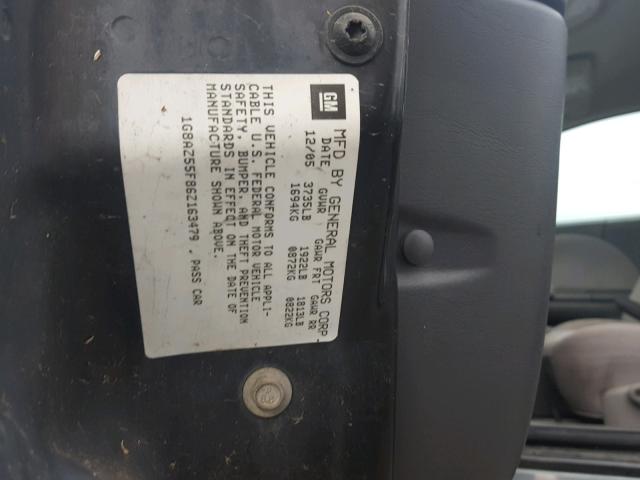 GM
MFD BY GENERAL MOTORS CORP.
DATE GVWR GAWR FRT GAWR RR
12/05 3735LB 1922LB 1813LB
1694KG 0872KG 0822KG
THIS VEHICLE CONFORMS TO ALL APPLI-
CABLE U.S. FEDERAL MOTOR VEHICLE
SAFETY, BUMPER, AND THEFT PREVENTION
STANDARDS IN EFFECT ON THE DATE OF
MANUFACTURE SHOWN ABOVE.
1G8AZ55F86Z163479 , PASS CAR